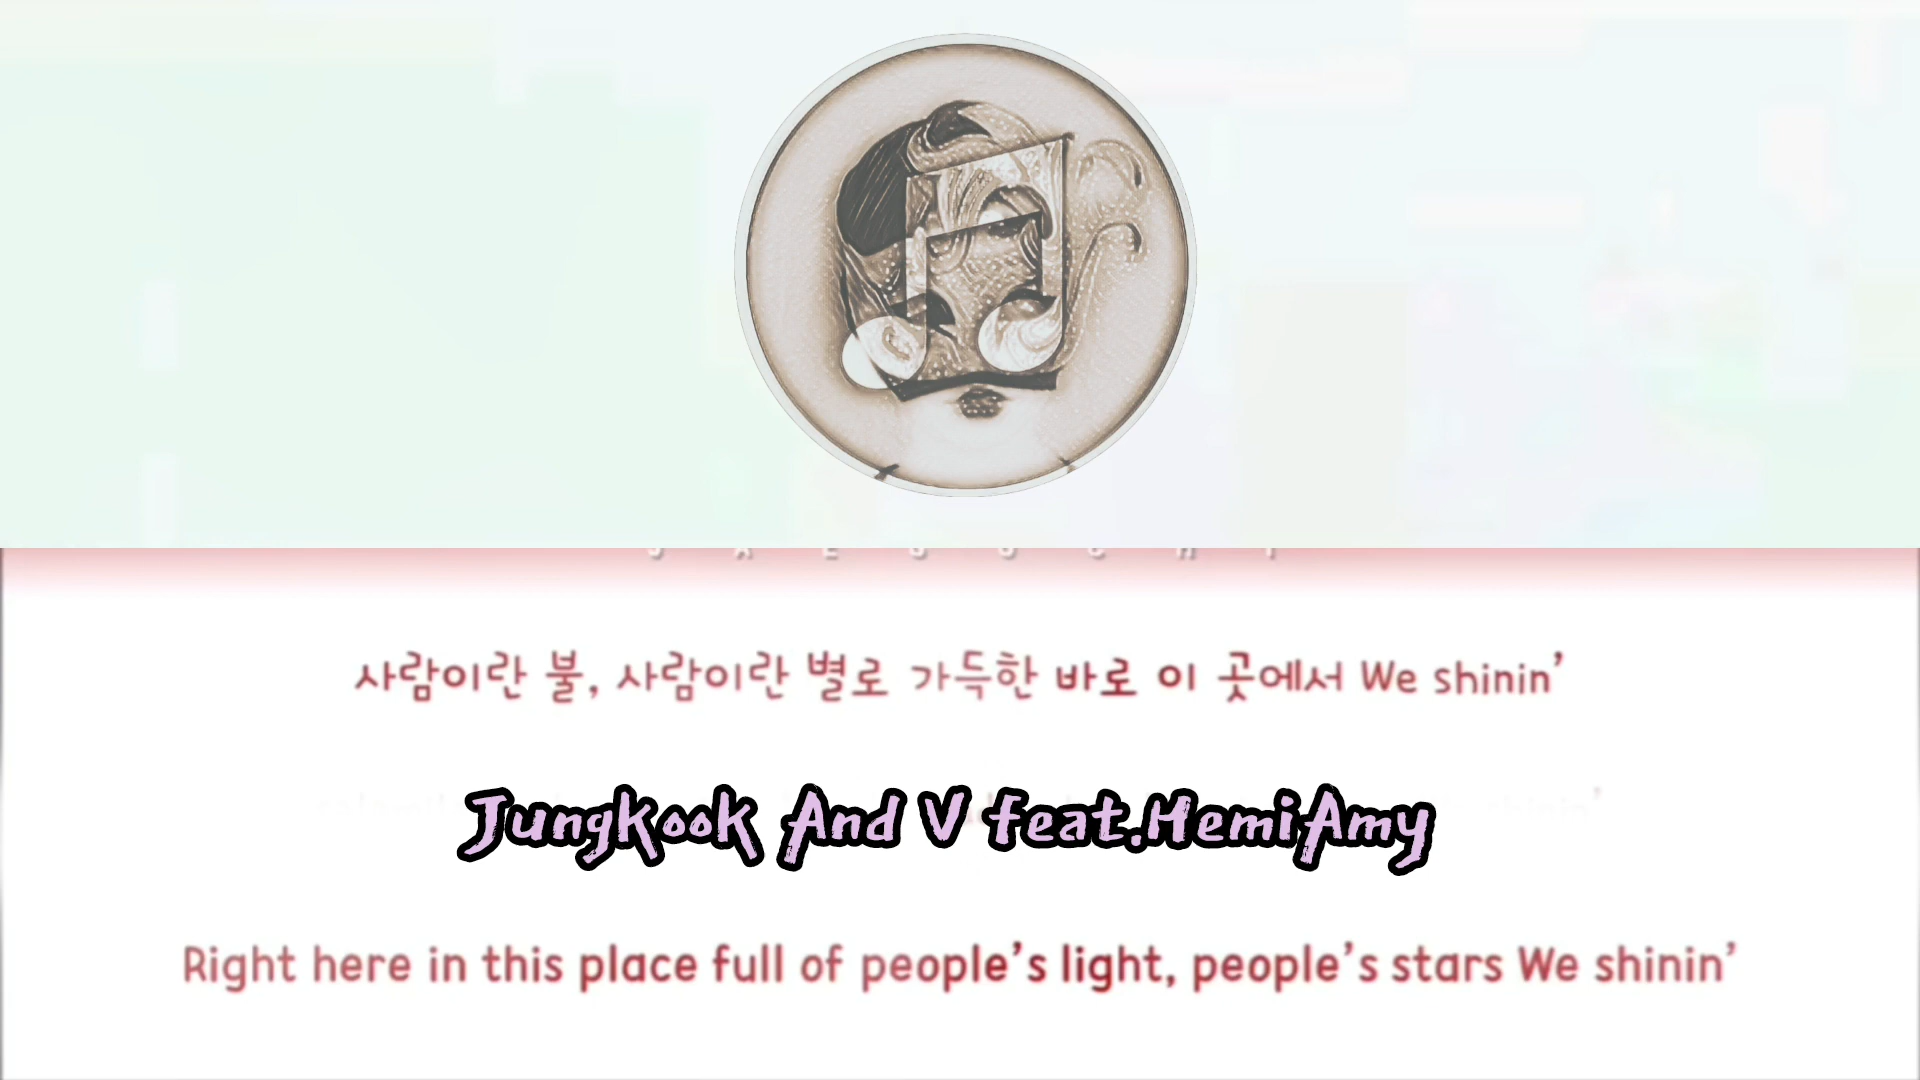 사람이란 불, 사람이란 별로 가득한 바로 이 곳에서 We shinin’
Jungkook And V feat.HemiAmy
Right here in this place full of people’s light, people’s stars We shinin’